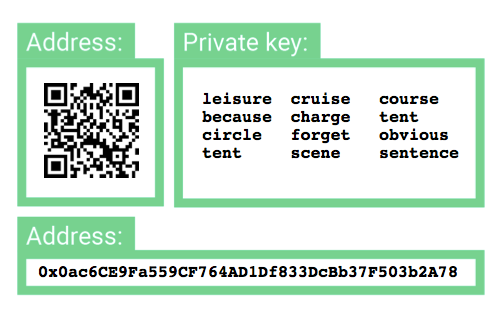 Address:
Private key:
leisure cruise course
because charge tent
circle forget obvious
tent scene sentence
Address:
0x0ac6CE9Fa559CF764AD1Df833DcBb37F503b2A78